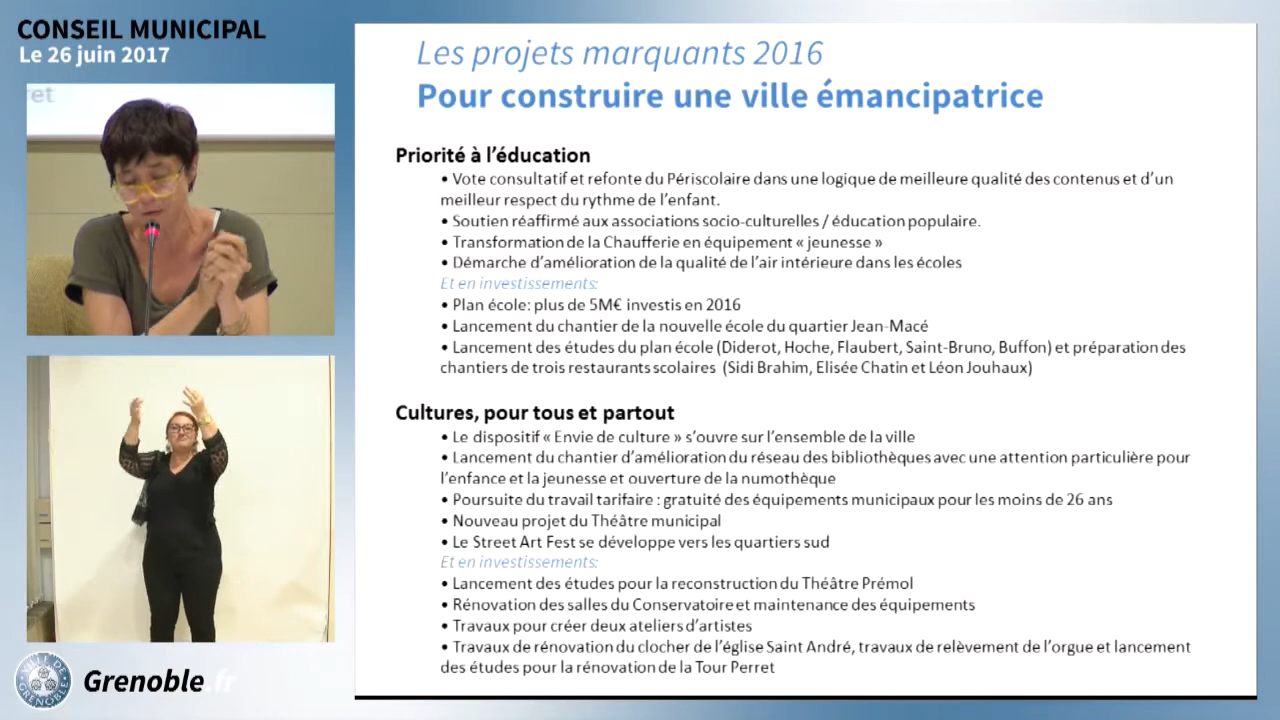 CONSEIL MUNICIPAL
Le 26 juin 2017
et
Les projets marquants 2016
Pour construire une ville émancipatrice
Priorité à l'éducation
• Vote consultatif et refonte du Périscolaire dans une logique de meilleure qualité des contenus et d'un
meilleur respect du rythme de l'enfant.
• Soutien réaffirmé aux associations socio-culturelles / éducation populaire.
• Transformation de la Chaufferie en équipement « jeunesse »
• Démarche d'amélioration de la qualité de l'air intérieure dans les écoles
Et en investissements:
• Plan école: plus de 5M€ investis en 2016
• Lancement du chantier de la nouvelle école du quartier Jean-Macé
• Lancement des études du plan école (Diderot, Hoche, Flaubert, Saint-Bruno, Buffon) et préparation des
chantiers de trois restaurants scolaires (Sidi Brahim, Elisée Chatin et Léon Jouhaux)
Cultures, pour tous et partout
• Le dispositif « Envie de culture » s'ouvre sur l'ensemble de la ville
• Lancement du chantier d'amélioration du réseau des bibliothèques avec une attention particulière pour
l'enfance et la jeunesse et ouverture de la numothèque
• Poursuite du travail tarifaire : gratuité des équipements municipaux pour les moins de 26 ans
• Nouveau projet du Théâtre municipal
• Le Street Art Fest se développe vers les quartiers sud
Et en investissements:
• Lancement des études pour la reconstruction du Théâtre Prémol
• Rénovation des salles du Conservatoire et maintenance des équipements
• Travaux pour créer deux ateliers d'artistes
• Travaux de rénovation du clocher de l'église Saint André, travaux de relèvement de l'orgue et lancement
des études pour la rénovation de la Tour Perret
VILLE DE GRENOBLE
Grenoble.fr